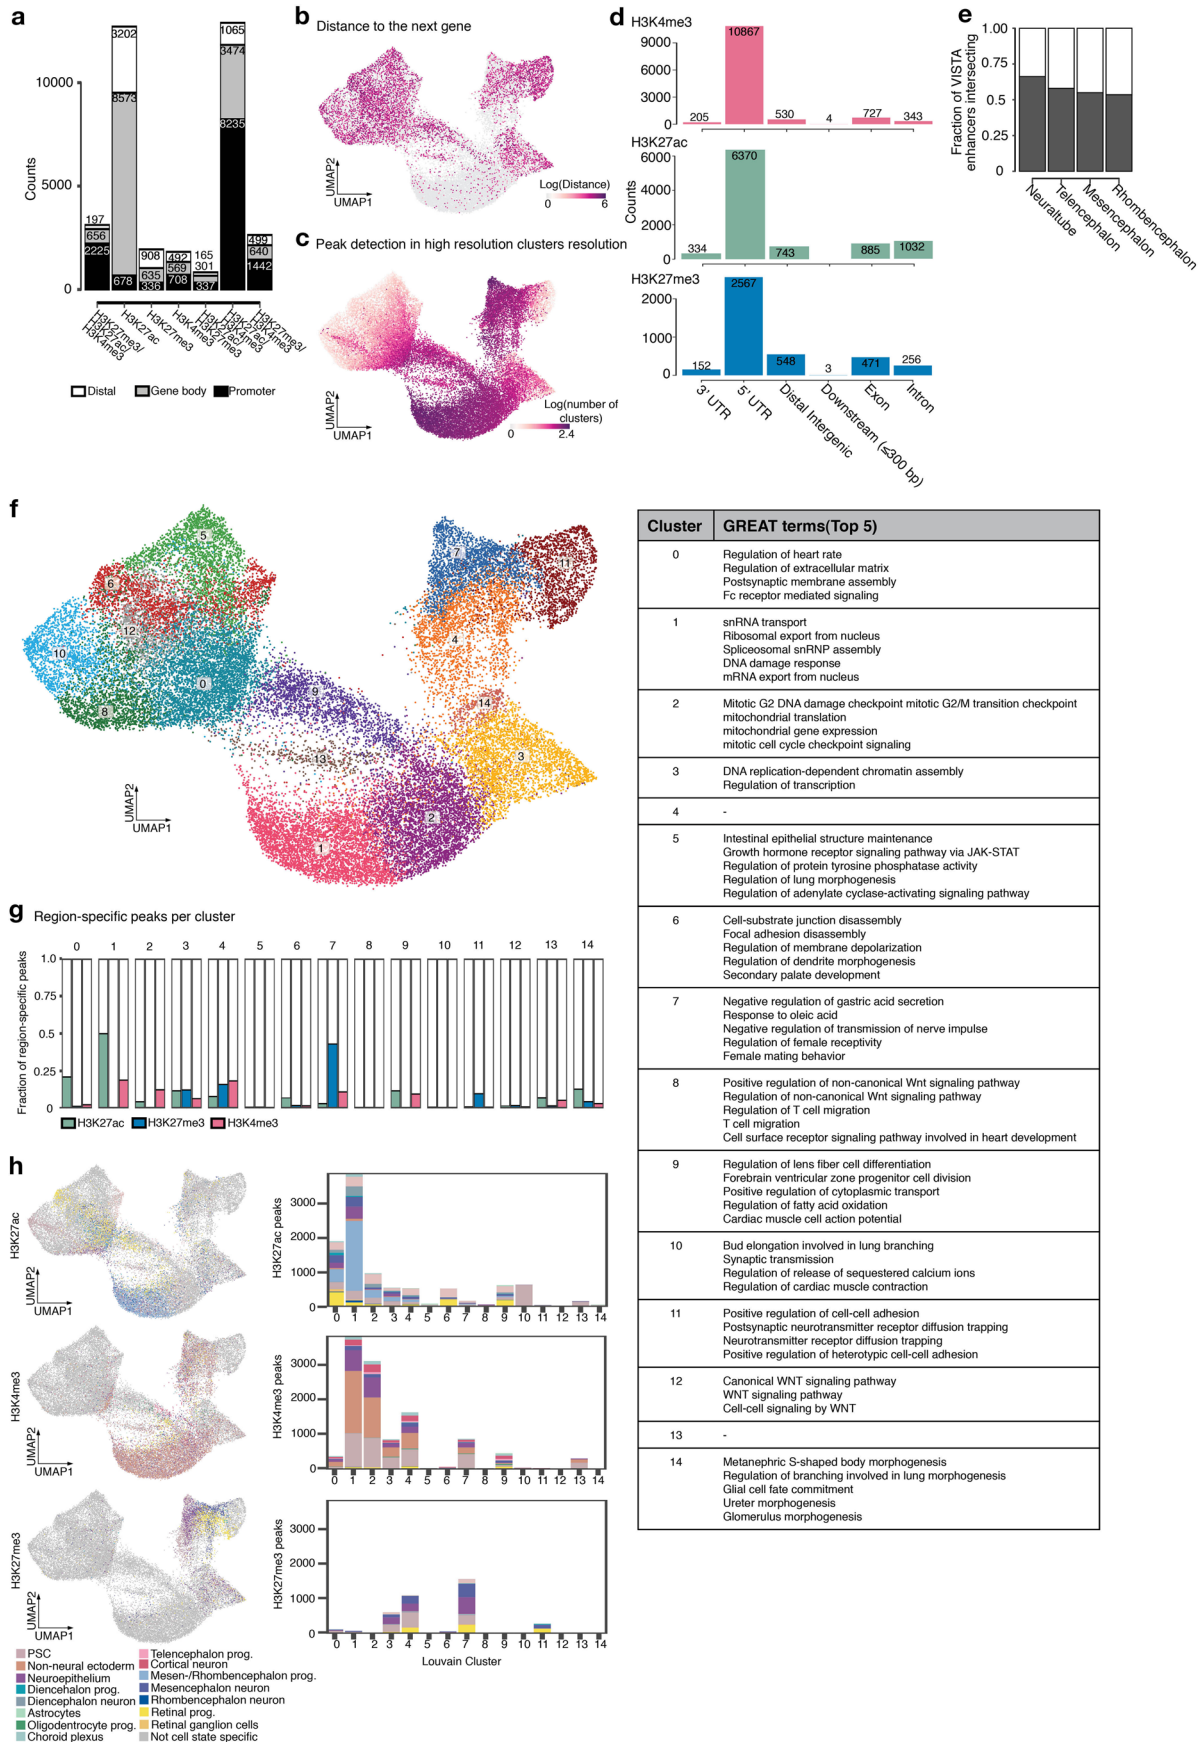 a
3202
1065
3474
10000
8573
8235
Counts
5000
197
656
2225
678
908
635
336
492
569
708
165
301
337
499
640
1442
0
H3K27me3/
H3K27ac/
H3K4me3
H3K27ac
H3K27me3
H3K4me3
H3K27ac/
H3K27me3
H3K27ac/
H3K4me3
H3K27me3/
H3K4me3
Distal
Gene body
Promoter
b
Distance to the next gene
UMAP2
UMAP1
Log(Distance)
0
6
c
Peak detection in high resolution clusters resolution
UMAP2
UMAP1
Log(number of
clusters)
0
2.4
d
H3K4me3
9000
6000
3000
0
205
10867
530
4
727
343
H3K27ac
6000
4000
2000
0
Counts
334
6370
743
885
1032
H3K27me3
2000
1000
0
152
2567
548
3
471
256
3' UTR
5' UTR
Distal Intergenic
Downstream (≤300 bp)
Exon
Intron
e
1.00
0.75
0.5
0.25
0
Fraction of VISTA
enhancers intersecting
Neuraltube
Telencephalon
Mesencephalon
Rhombencephalon
f
5
7
11
6
12
4
10
0
9
8
14
13
3
2
1
UMAP2
UMAP1
Cluster
GREAT terms(Top 5)
0
Regulation of heart rate
Regulation of extracellular matrix
Postsynaptic membrane assembly
Fc receptor mediated signaling
1
snRNA transport
Ribosomal export from nucleus
Spliceosomal snRNP assembly
DNA damage response
mRNA export from nucleus
2
Mitotic G2 DNA damage checkpoint mitotic G2/M transition checkpoint
mitochondrial translation
mitochondrial gene expression
mitotic cell cycle checkpoint signaling
3
DNA replication-dependent chromatin assembly
Regulation of transcription
4
-
5
Intestinal epithelial structure maintenance
Growth hormone receptor signaling pathway via JAK-STAT
Regulation of protein tyrosine phosphatase activity
Regulation of lung morphogenesis
Regulation of adenylate cyclase-activating signaling pathway
6
Cell-substrate junction disassembly
Focal adhesion disassembly
Regulation of membrane depolarization
Regulation of dendrite morphogenesis
Secondary palate development
7
Negative regulation of gastric acid secretion
Response to oleic acid
Negative regulation of transmission of nerve impulse
Regulation of female receptivity
Female mating behavior
8
Positive regulation of non-canonical Wnt signaling pathway
Regulation of non-canonical Wnt signaling pathway
Regulation of T cell migration
T cell migration
Cell surface receptor signaling pathway involved in heart development
9
Regulation of lens fiber cell differentiation
Forebrain ventricular zone progenitor cell division
Positive regulation of cytoplasmic transport
Regulation of fatty acid oxidation
Cardiac muscle cell action potential
10
Bud elongation involved in lung branching
Synaptic transmission
Regulation of release of sequestered calcium ions
Regulation of cardiac muscle contraction
11
Positive regulation of cell-cell adhesion
Postsynaptic neurotransmitter receptor diffusion trapping
Neurotransmitter receptor diffusion trapping
Positive regulation of heterotypic cell-cell adhesion
12
Canonical WNT signaling pathway
WNT signaling pathway
Cell-cell signaling by WNT
13
-
14
Metanephric S-shaped body morphogenesis
Regulation of branching involved in lung morphogenesis
Glial cell fate commitment
Ureter morphogenesis
Glomerulus morphogenesis
g
Region-specific peaks per cluster
0 1 2 3 4 5 6 7 8 9 10 11 12 13 14
1.0
0.75
0.5
0.25
0
Fraction of region-specific peaks
H3K27ac
H3K27me3
H3K4me3
h
H3K27ac
UMAP2
UMAP1
H3K27ac peaks
3000
2000
1000
0
0 1 2 3 4 5 6 7 8 9 10 11 12 13 14
H3K4me3
UMAP2
UMAP1
H3K4me3 peaks
3000
2000
1000
0
0 1 2 3 4 5 6 7 8 9 10 11 12 13 14
H3K27me3
UMAP2
UMAP1
H3K27me3 peaks
3000
2000
1000
0
0 1 2 3 4 5 6 7 8 9 10 11 12 13 14
Louvain Cluster
PSC
Non-neural ectoderm
Neuroepithelium
Diencehalon prog.
Diencephalon neuron
Astrocytes
Oligodentrocyte prog.
Choroid plexus
Telencephalon prog.
Cortical neuron
Mesen-/Rhombencephalon prog.
Mesencephalon neuron
Rhombencephalon neuron
Retinal prog.
Retinal ganglion cells
Not cell state specific